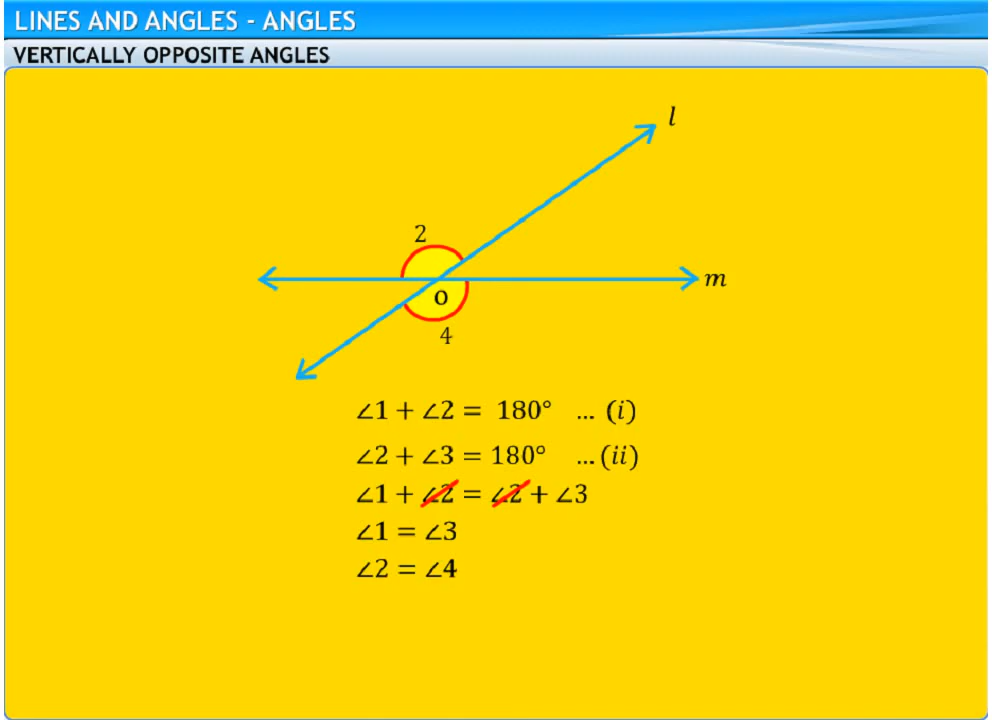 LINES AND ANGLES - ANGLES
VERTICALLY OPPOSITE ANGLES
l
2
m
O
4
∠1 + ∠2 = 180° ... (i)
∠2 + ∠3 = 180° ... (ii)
∠1 + ∠2 = ∠2 + ∠3
∠1 = ∠3
∠2 = ∠4